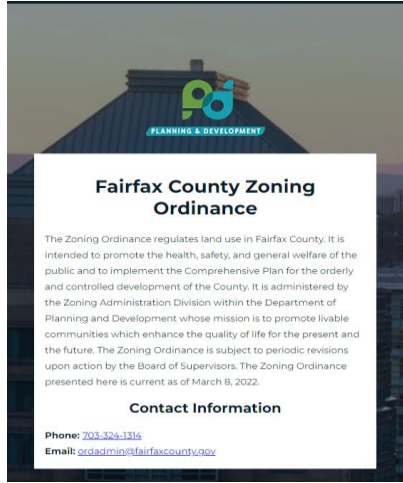 PLANNING & DEVELOPMENT
Fairfax County Zoning
Ordinance
The Zoning Ordinance regulates land use in Fairfax County. It is
intended to promote the health, safety, and general welfare of the
public and to implement the Comprehensive Plan for the orderly
and controlled development of the County. It is administered by
the Zoning Administration Division within the Department of
Planning and Development whose mission is to promote livable
communities which enhance the quality of life for the present and
the future. The Zoning Ordinance is subject to periodic revisions
upon action by the Board of Supervisors. The Zoning Ordinance
presented here is current as of March 8, 2022.
Contact Information
Phone: 703-324-1314
Email: ordadmin@fairfaxcounty.gov